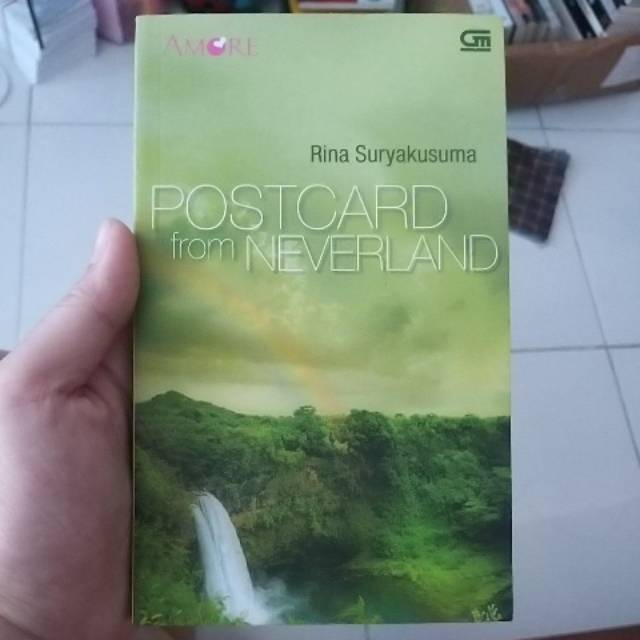 AMORE
GM
Rina Suryakusuma
POSTCARD
from NEVERLAND